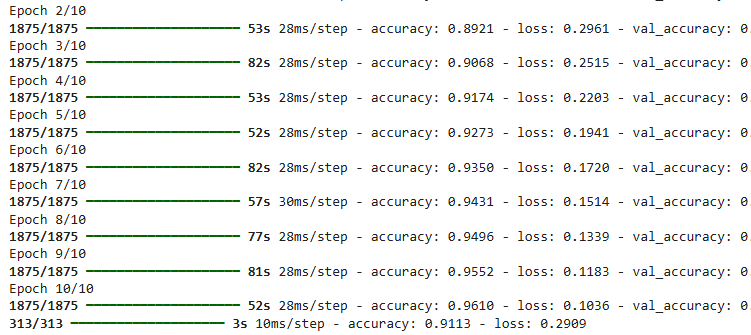 Epoch 2/10
1875/1875 ━━━━━━━━━━━━━━━━━━━━ 53s 28ms/step - accuracy: 0.8921 - loss: 0.2961 - val_accuracy: 0
Epoch 3/10
1875/1875 ━━━━━━━━━━━━━━━━━━━━ 82s 28ms/step - accuracy: 0.9068 - loss: 0.2515 - val_accuracy: 0
Epoch 4/10
1875/1875 ━━━━━━━━━━━━━━━━━━━━ 53s 28ms/step - accuracy: 0.9174 - loss: 0.2203 - val_accuracy: 0
Epoch 5/10
1875/1875 ━━━━━━━━━━━━━━━━━━━━ 52s 28ms/step - accuracy: 0.9273 - loss: 0.1941 - val_accuracy: 0
Epoch 6/10
1875/1875 ━━━━━━━━━━━━━━━━━━━━ 82s 28ms/step - accuracy: 0.9350 - loss: 0.1720 - val_accuracy: 0
Epoch 7/10
1875/1875 ━━━━━━━━━━━━━━━━━━━━ 57s 30ms/step - accuracy: 0.9431 - loss: 0.1514 - val_accuracy: 0
Epoch 8/10
1875/1875 ━━━━━━━━━━━━━━━━━━━━ 77s 28ms/step - accuracy: 0.9496 - loss: 0.1339 - val_accuracy: 0
Epoch 9/10
1875/1875 ━━━━━━━━━━━━━━━━━━━━ 81s 28ms/step - accuracy: 0.9552 - loss: 0.1183 - val_accuracy: 0
Epoch 10/10
1875/1875 ━━━━━━━━━━━━━━━━━━━━ 52s 28ms/step - accuracy: 0.9610 - loss: 0.1036 - val_accuracy: 0
313/313 ━━━━━━━━━━━━━━━━━━━━ 3s 10ms/step - accuracy: 0.9113 - loss: 0.2909